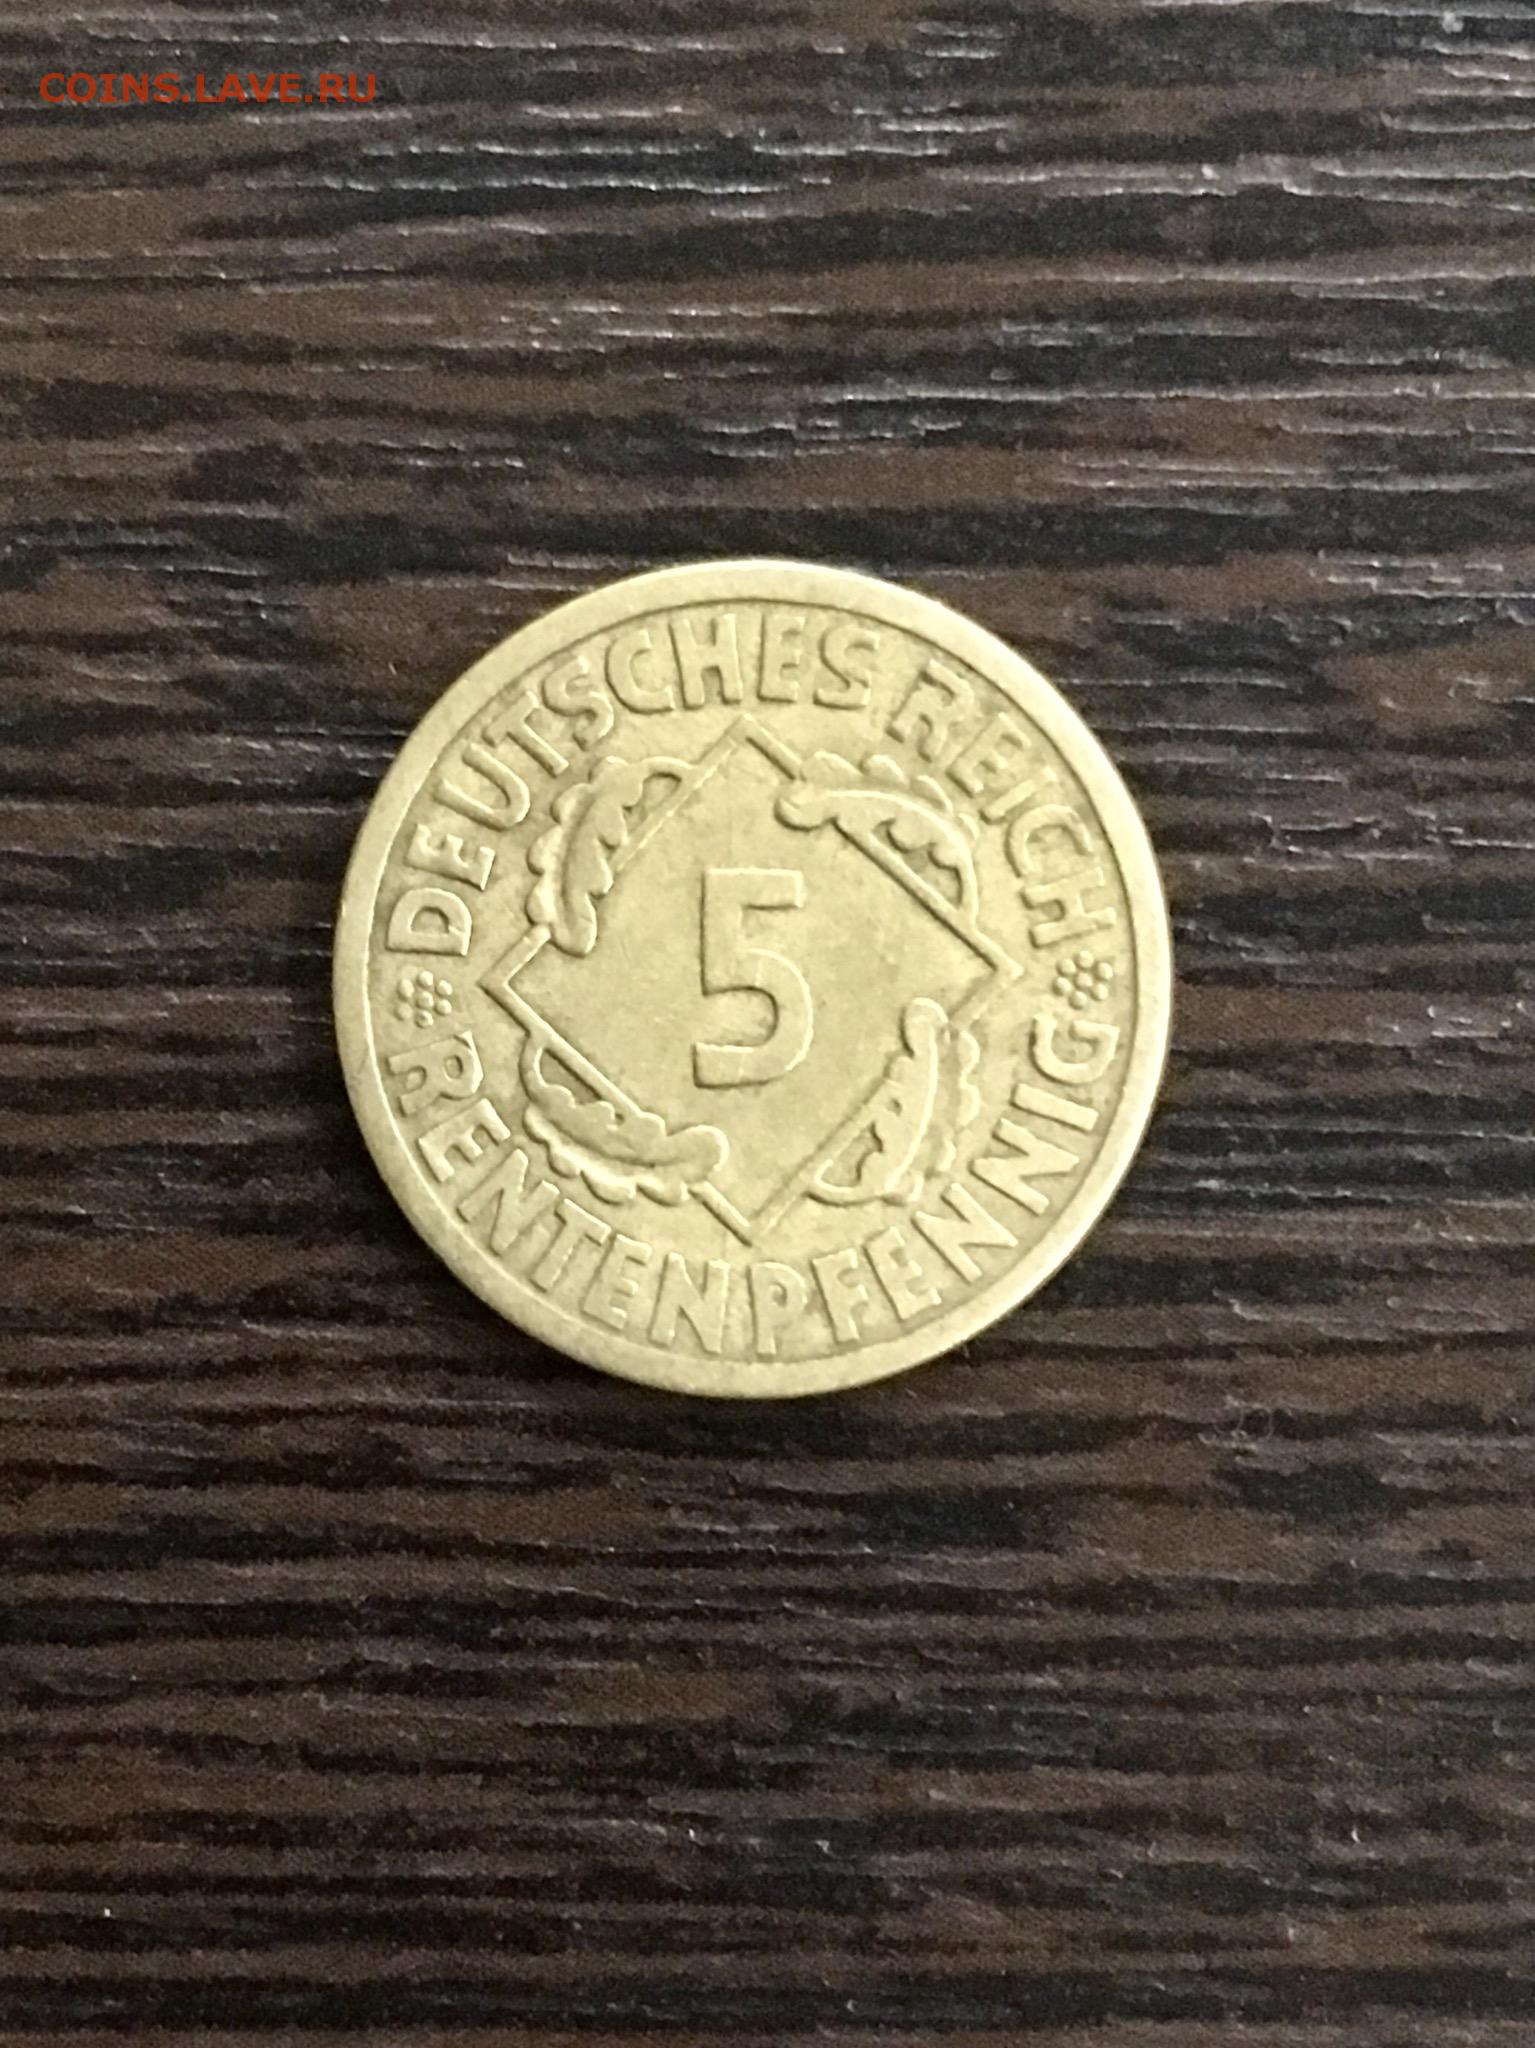 COINS.LAVE.RU
DEUTSCHES REICH
5
RENTENPFENNIG